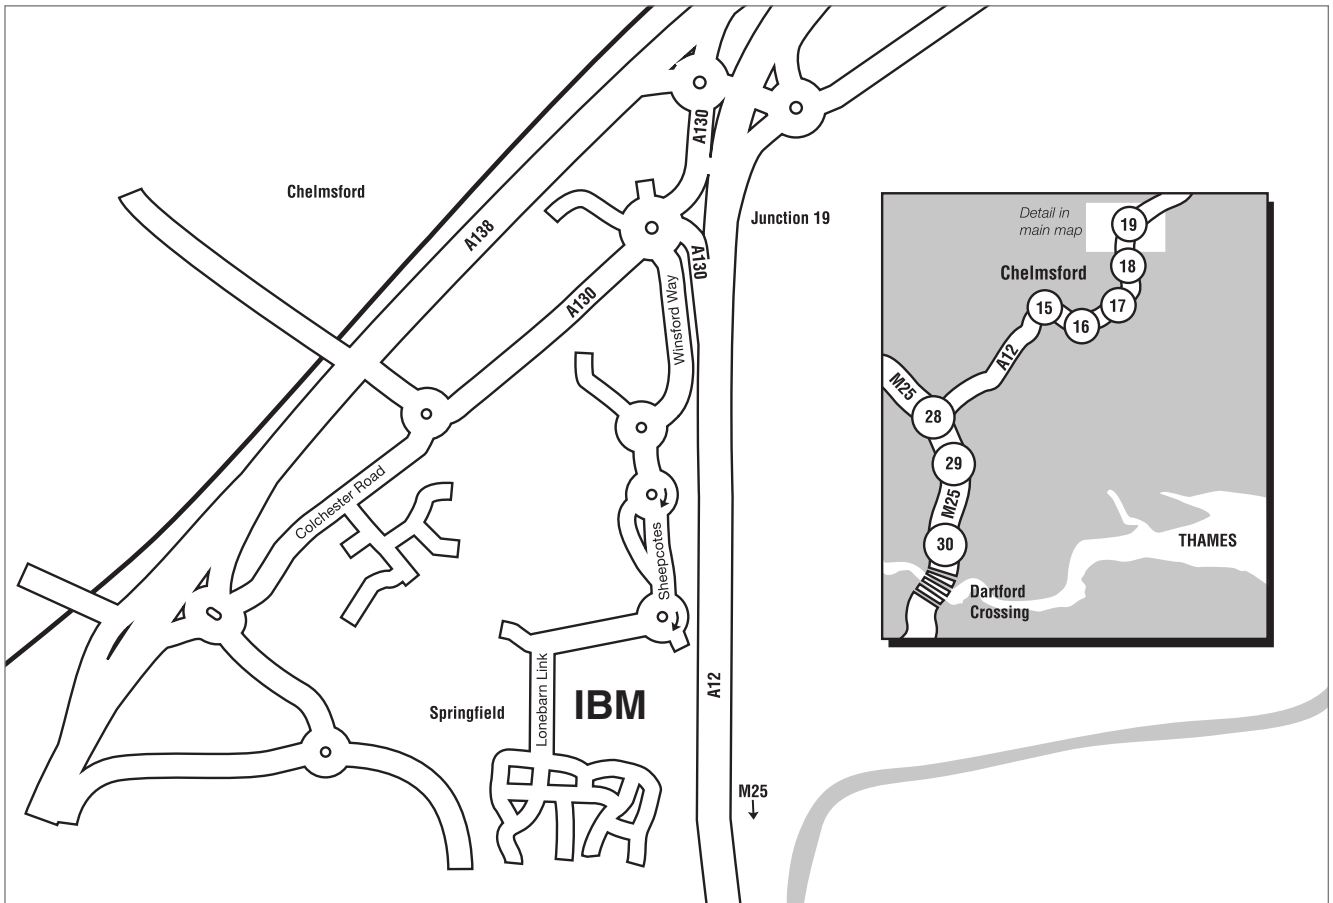 A130
Chelmsford
A138
Junction 19
A130
A130
Winsford Way
Colchester Road
Sheepcotes
Lonebarn Link
IBM
Springfield
A12
M25
Detail in
main map
19
18
Chelmsford
15
17
16
A12
M25
28
29
M25
30
THAMES
Dartford
Crossing